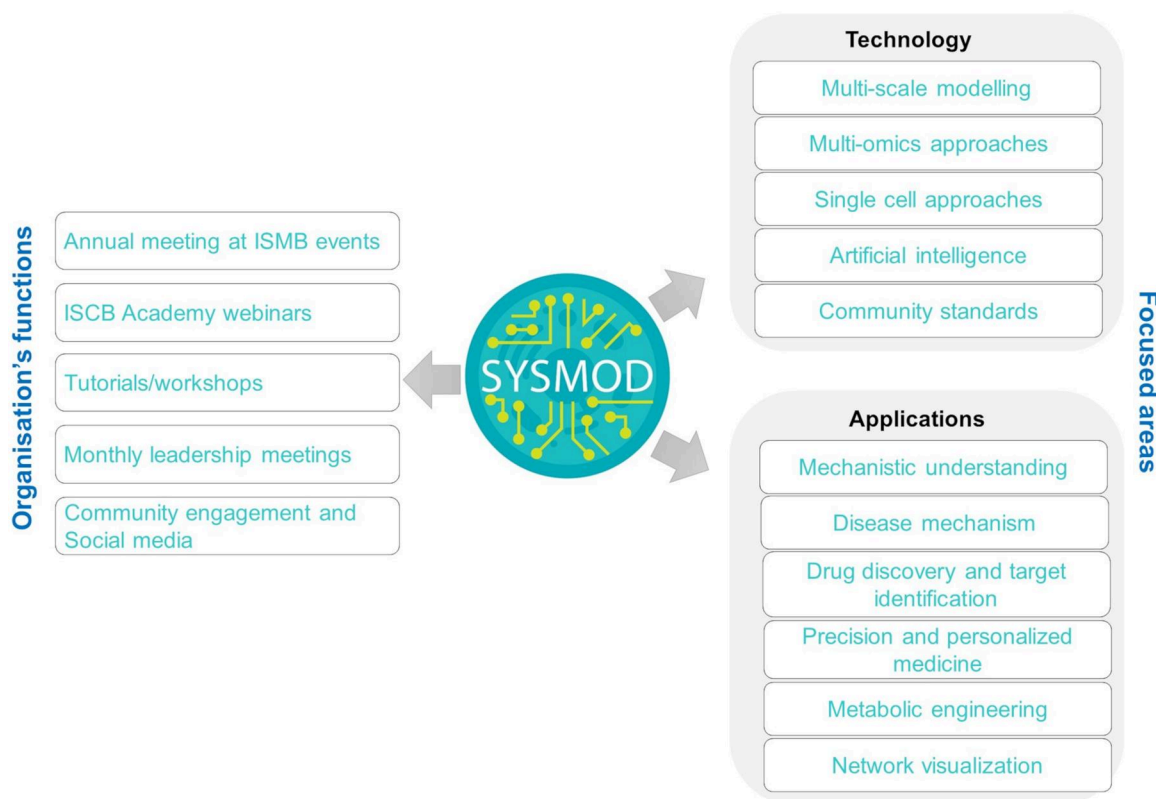 Organisation's functions
Annual meeting at ISMB events
ISCB Academy webinars
Tutorials/workshops
Monthly leadership meetings
Community engagement and
Social media
SYSMOD
Technology
Multi-scale modelling
Multi-omics approaches
Single cell approaches
Artificial intelligence
Community standards
Applications
Mechanistic understanding
Disease mechanism
Drug discovery and target
identification
Precision and personalized
medicine
Metabolic engineering
Network visualization
Focused areas